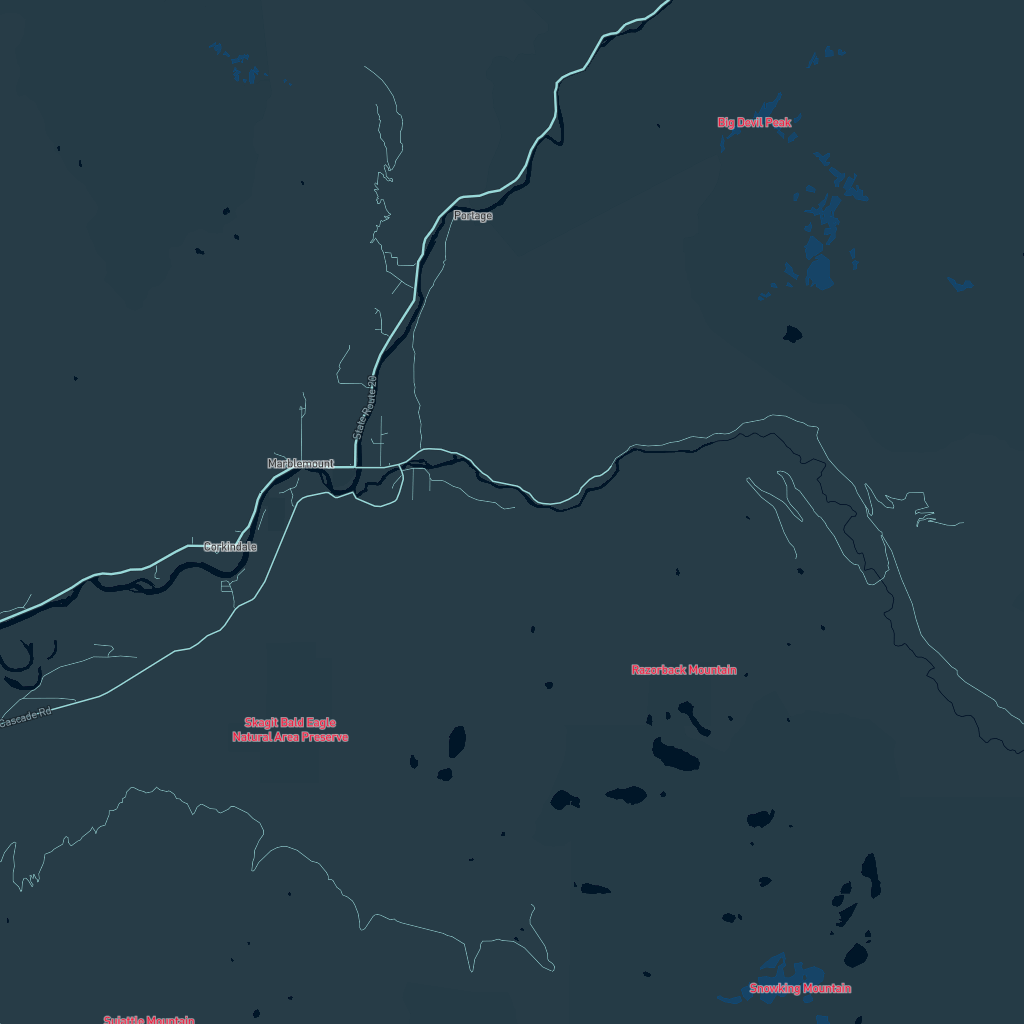 Big Devil Peak
Portage
State Route 20
Marblemount
Corkindale
Razorback Mountain
Cascade Rd
Skagit Bald Eagle
Natural Area Preserve
Snowking Mountain
Suiattle Mountain